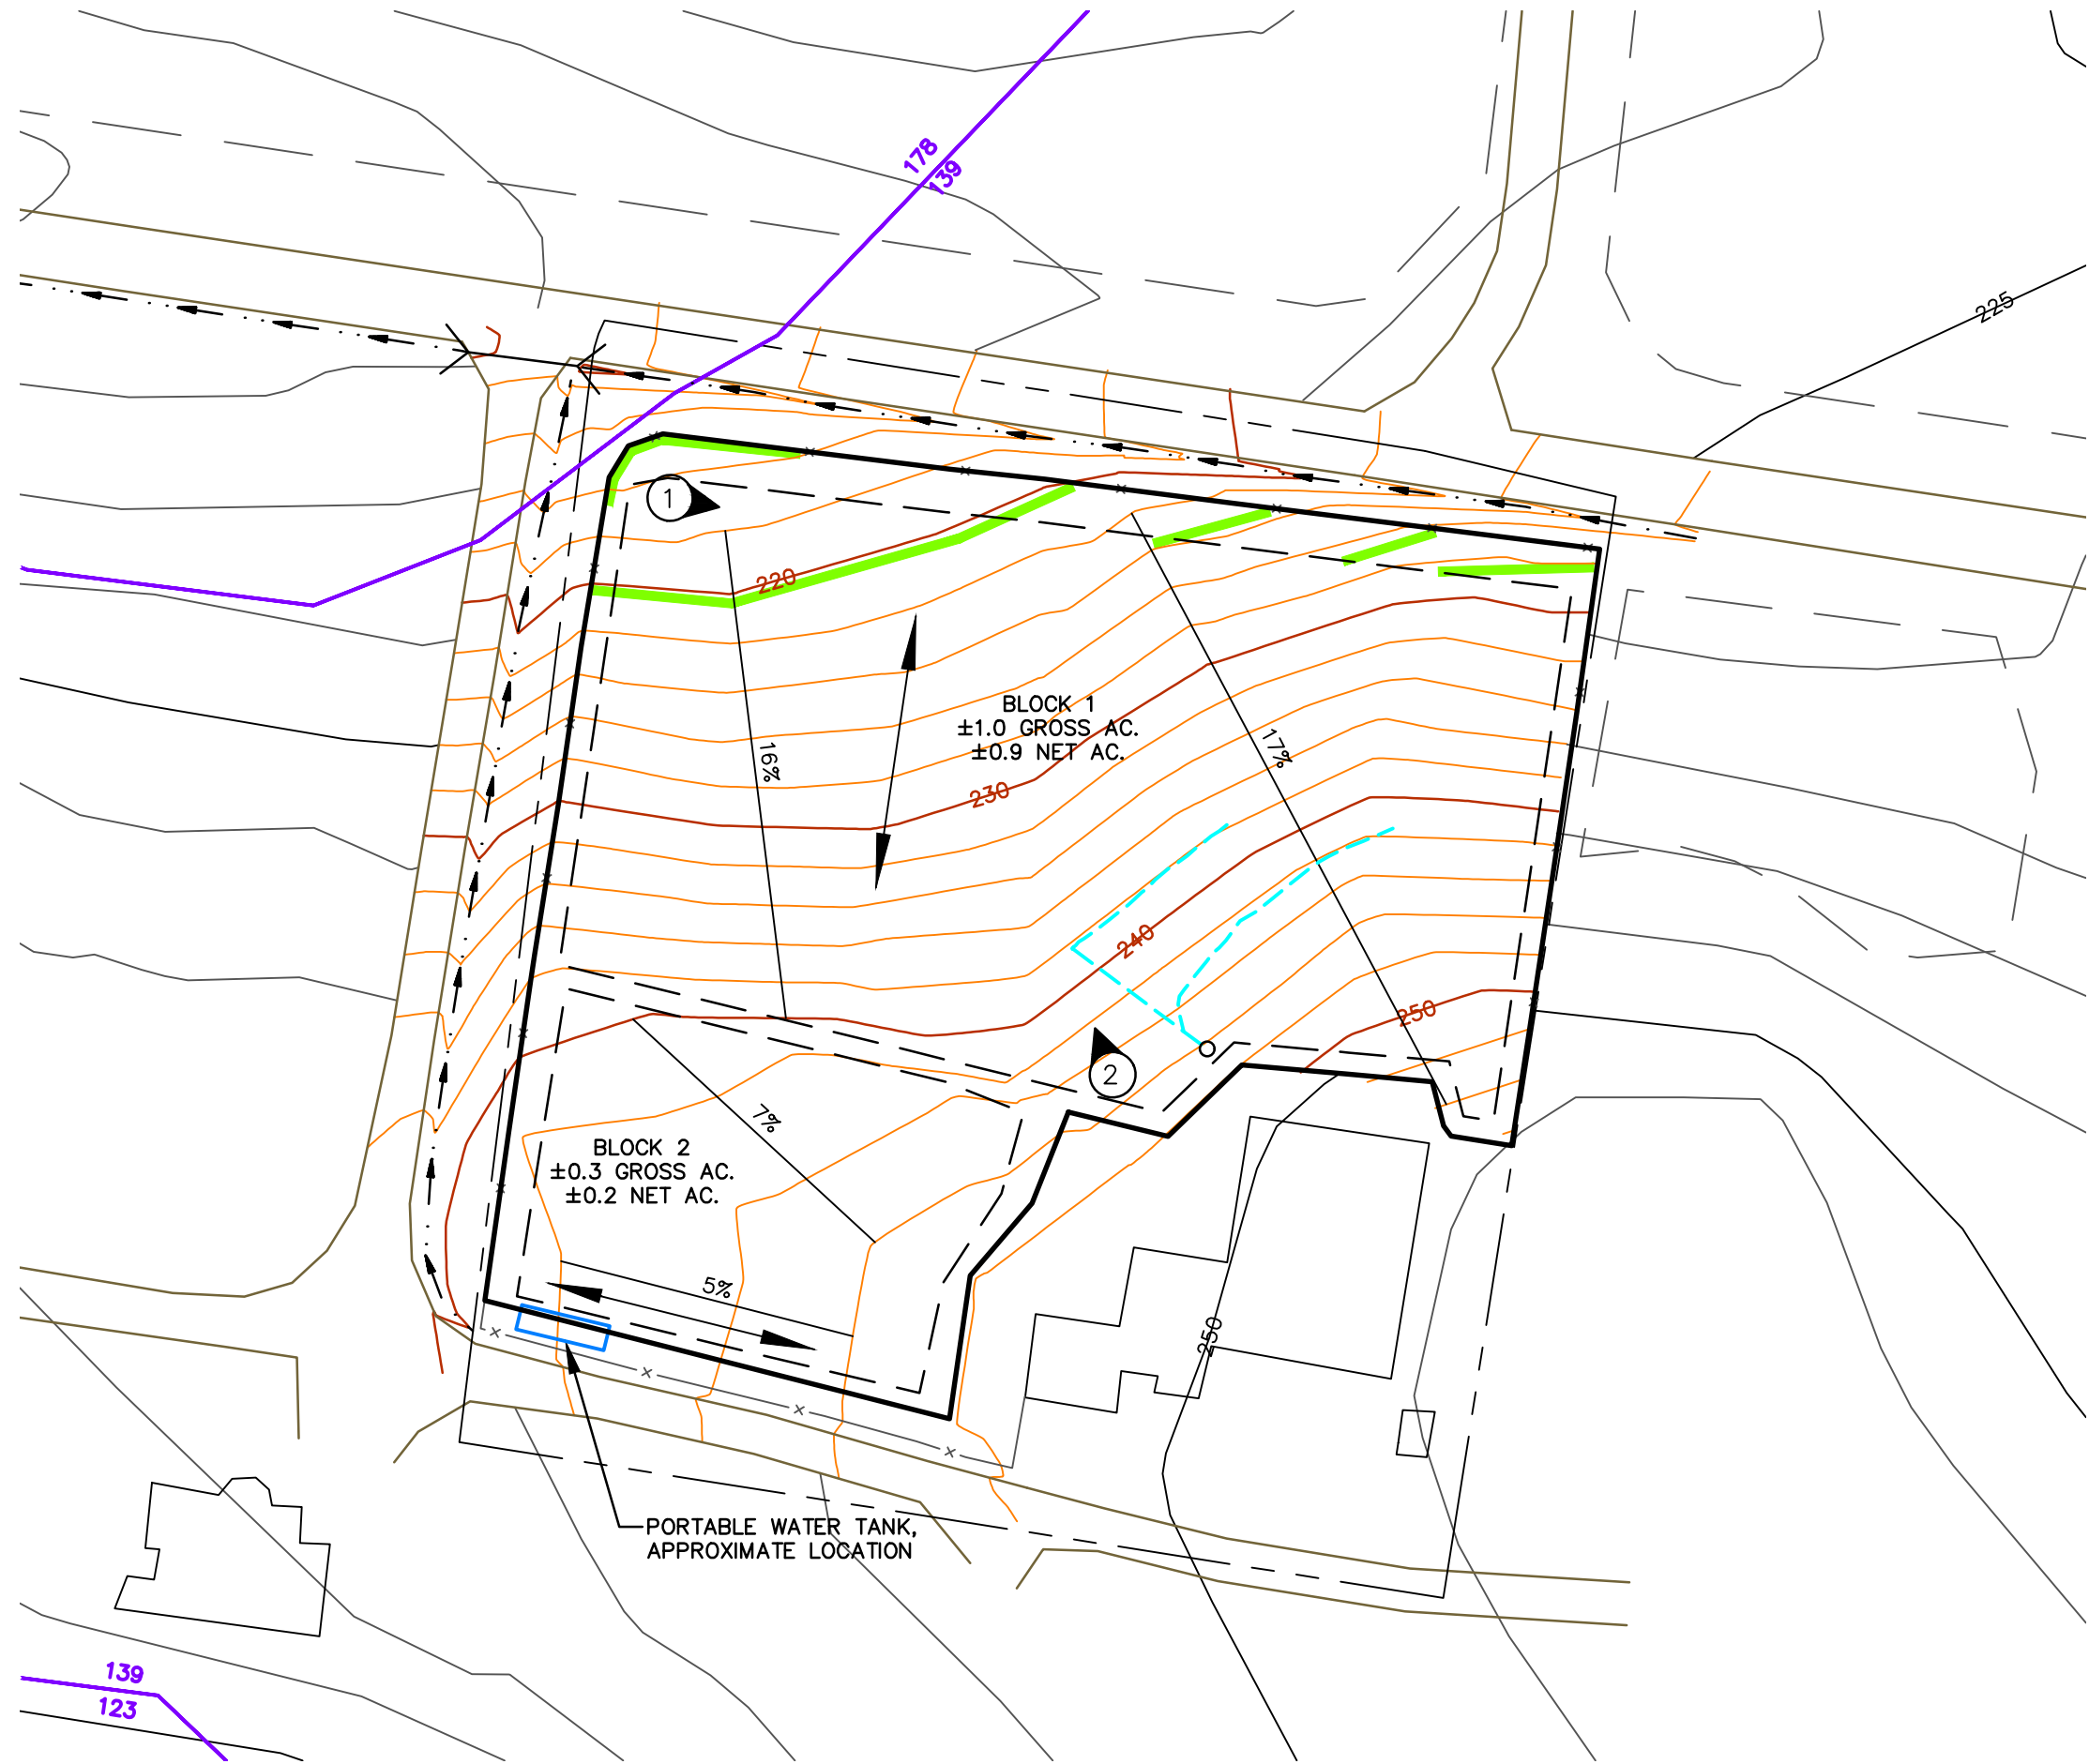 178
139
225
1
220
BLOCK 1
±1.0 GROSS AC.
±0.9 NET AC.
16%
17%
230
240
250
2
7%
BLOCK 2
±0.3 GROSS AC.
±0.2 NET AC.
5%
250
PORTABLE WATER TANK,
APPROXIMATE LOCATION
139
123